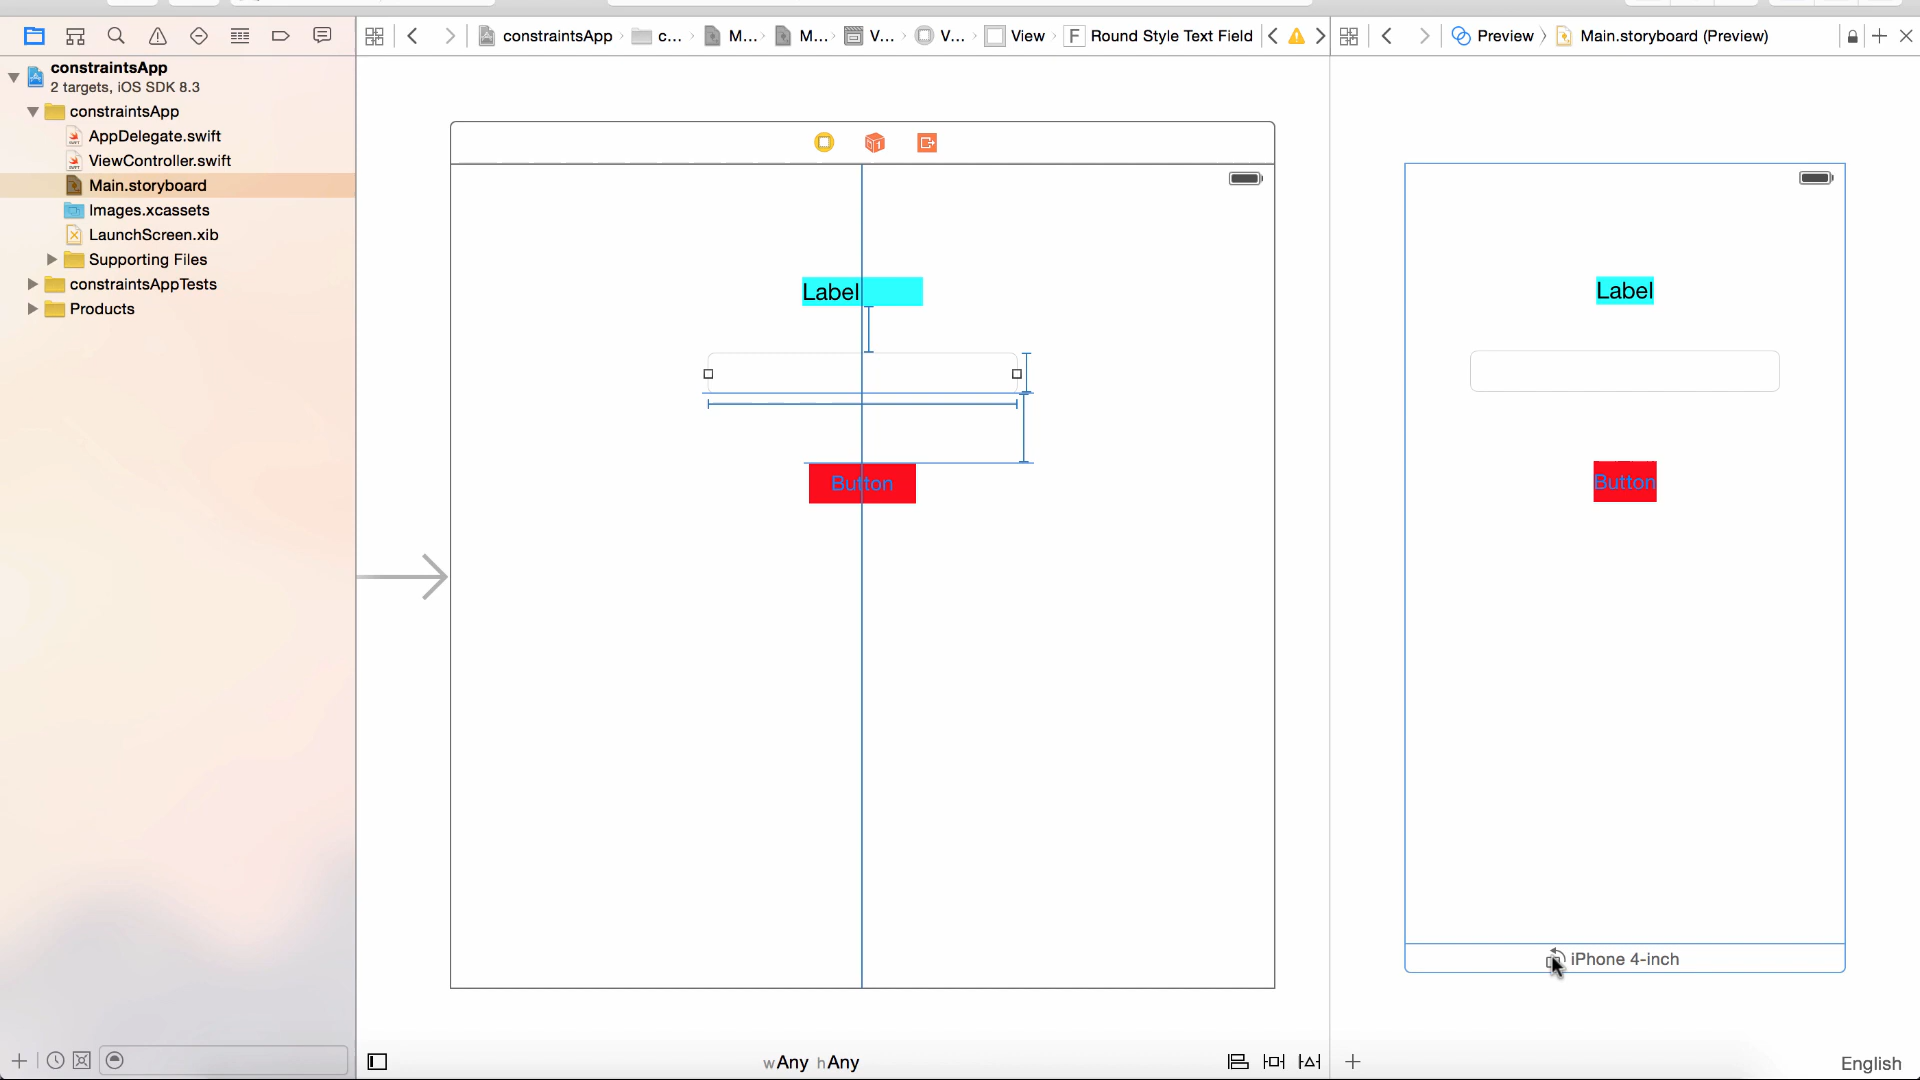 constraintsApp › c... › M... › M... › V... › V... › View › F Round Style Text Field
Preview › Main.storyboard (Preview)
constraintsApp
2 targets, iOS SDK 8.3
constraintsApp
AppDelegate.swift
ViewController.swift
Main.storyboard
Images.xcassets
LaunchScreen.xib
Supporting Files
constraintsAppTests
Products
Label
Button
Label
Button
iPhone 4-inch
wAny hAny
English